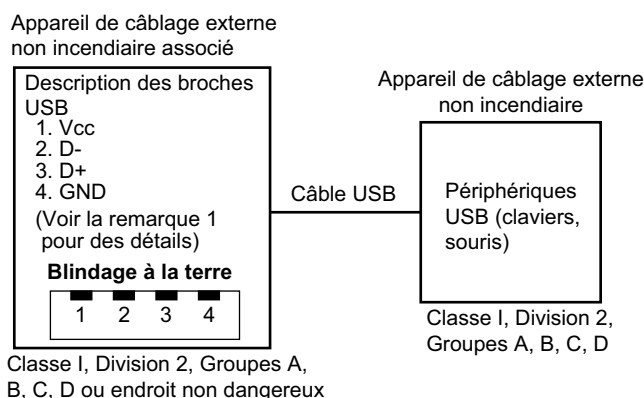 Appareil de câblage externe
non incendiaire associé
Description des broches
USB
1. Vcc
2. D-
3. D+
4. GND
(Voir la remarque 1
pour des détails)
Blindage à la terre
1 2 3 4
Classe I, Division 2, Groupes A,
B, C, D ou endroit non dangereux
Câble USB
Appareil de câblage externe
non incendiaire
Périphériques
USB (claviers,
souris)
Classe I, Division 2,
Groupes A, B, C, D